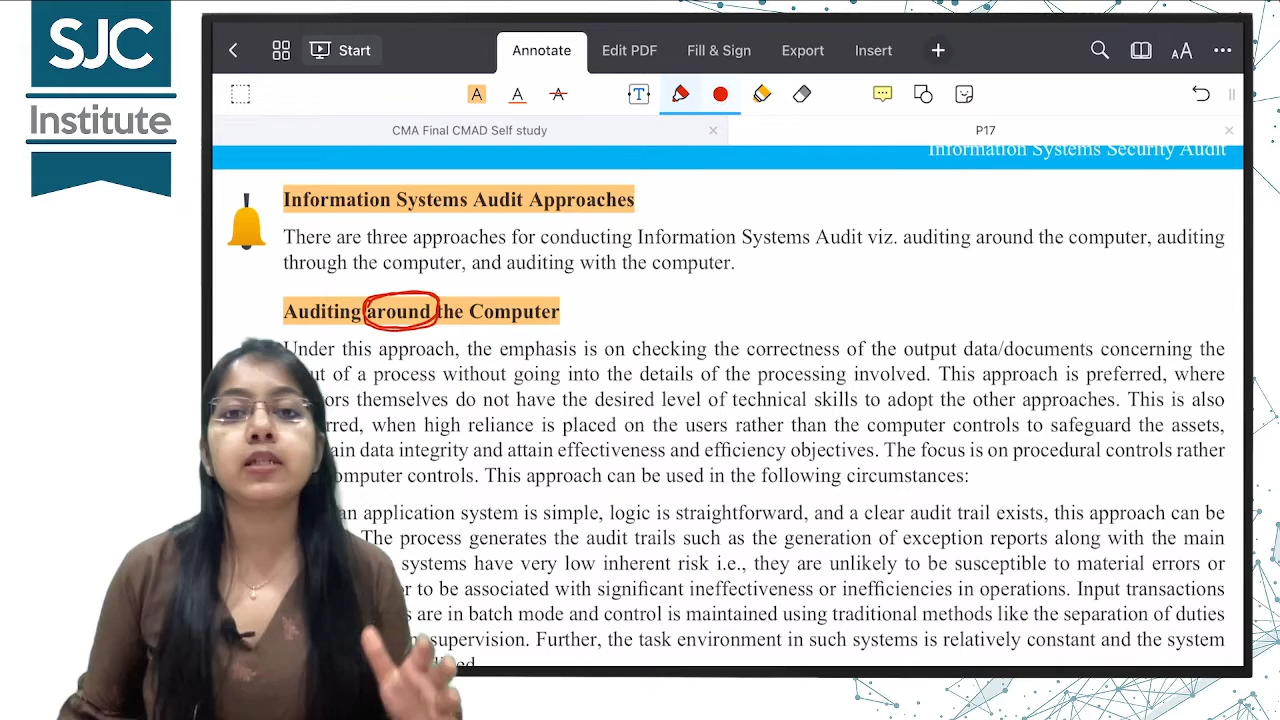 SJC
Institute
Start
Annotate
Edit PDF
Fill & Sign
Export
Insert
CMA Final CMAD Self study
P17
Information Systems Security Audit
Information Systems Audit Approaches
There are three approaches for conducting Information Systems Audit viz. auditing around the computer, auditing
through the computer, and auditing with the computer.
Auditing around the Computer
Under this approach, the emphasis is on checking the correctness of the output data/documents concerning the
of a process without going into the details of the processing involved. This approach is preferred, where
themselves do not have the desired level of technical skills to adopt the other approaches. This is also
when high reliance is placed on the users rather than the computer controls to safeguard the assets,
data integrity and attain effectiveness and efficiency objectives. The focus is on procedural controls rather
controls. This approach can be used in the following circumstances:
an application system is simple, logic is straightforward, and a clear audit trail exists, this approach can be
The process generates the audit trails such as the generation of exception reports along with the main
systems have very low inherent risk i.e., they are unlikely to be susceptible to material errors or
or to be associated with significant ineffectiveness or inefficiencies in operations. Input transactions
are in batch mode and control is maintained using traditional methods like the separation of duties
supervision. Further, the task environment in such systems is relatively constant and the system